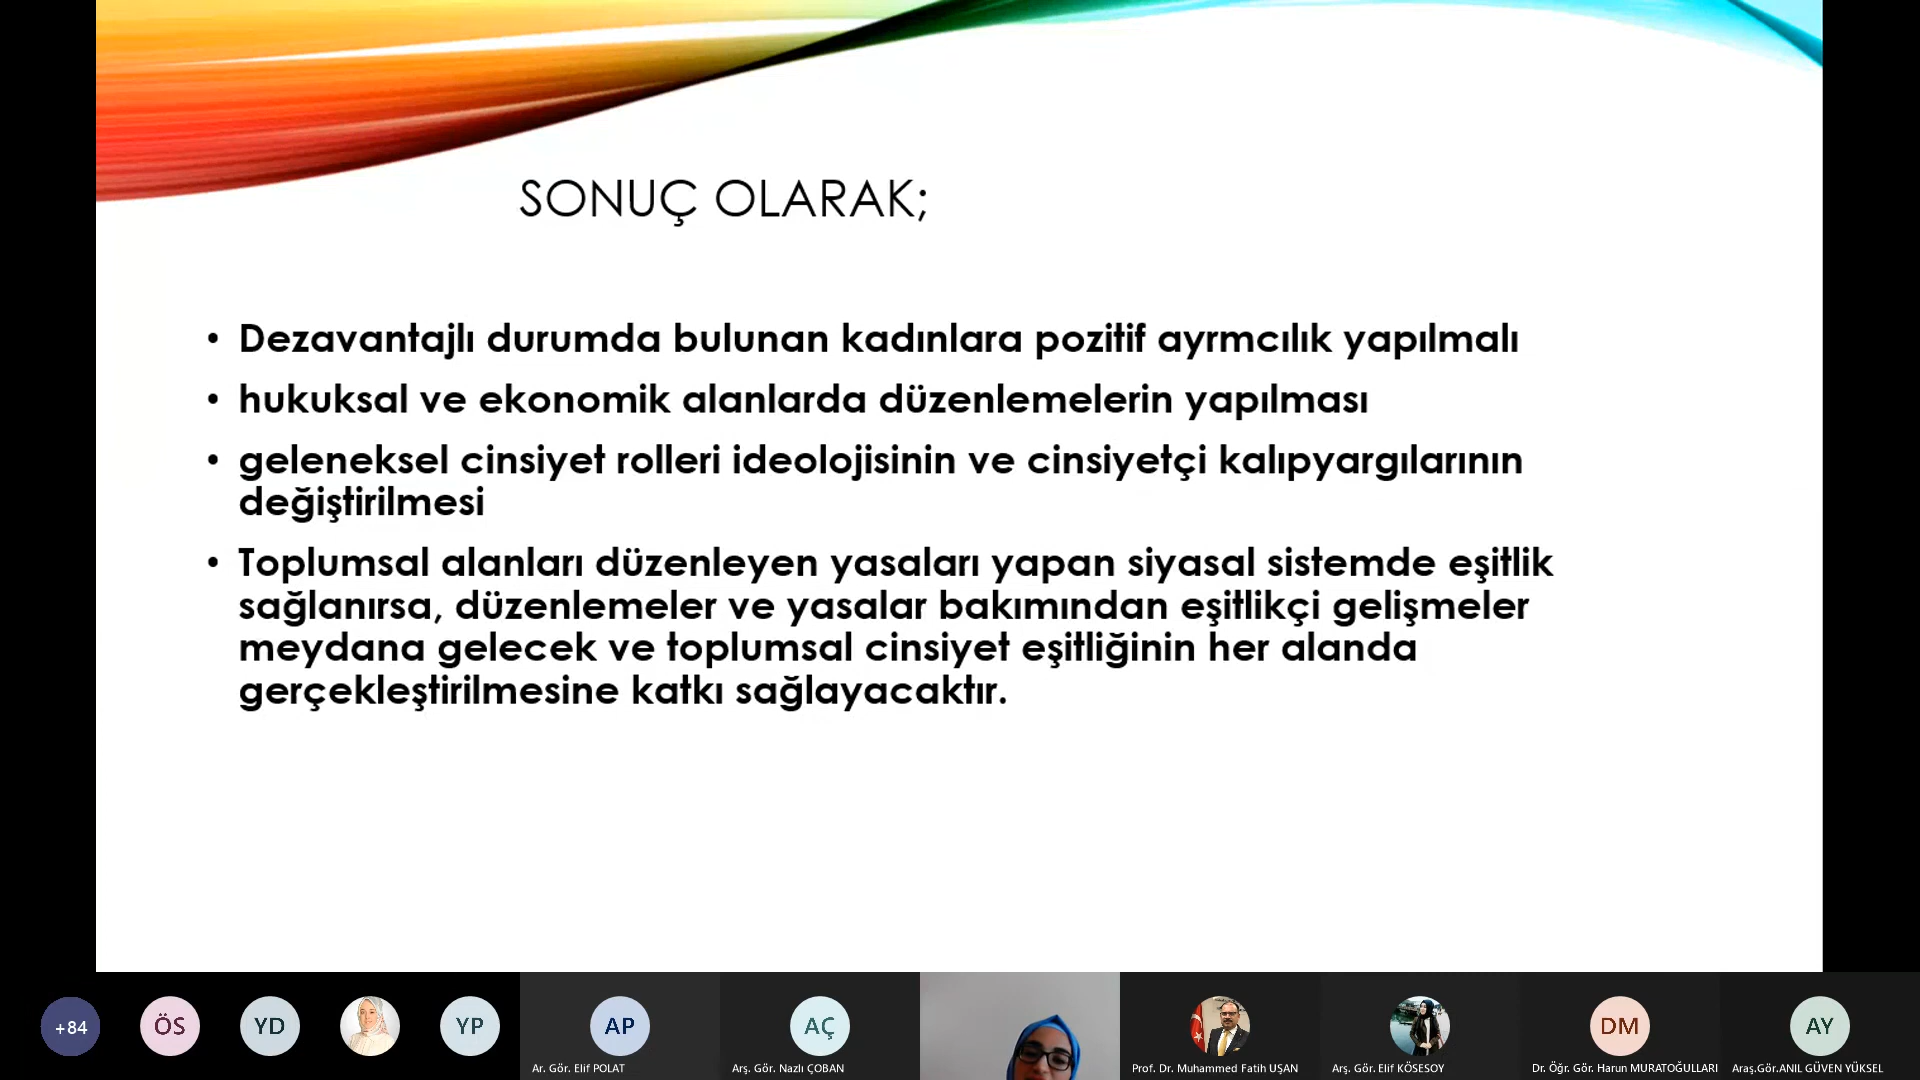 SONUÇ OLARAK;
• Dezavantajlı durumda bulunan kadınlara pozitif ayrmcılık yapılmalı
• hukuksal ve ekonomik alanlarda düzenlemelerin yapılması
• geleneksel cinsiyet rolleri ideolojisinin ve cinsiyetçi kalıpyargılarının
değiştirilmesi
• Toplumsal alanları düzenleyen yasaları yapan siyasal sistemde eşitlik
sağlanırsa, düzenlemeler ve yasalar bakımından eşitlikçi gelişmeler
meydana gelecek ve toplumsal cinsiyet eşitliğinin her alanda
gerçekleştirilmesine katkı sağlayacaktır.
+84
ÖS
YD
YP
AP
Ar. Gör. Elif POLAT
AÇ
Arş. Gör. Nazlı ÇOBAN
Prof. Dr. Muhammed Fatih UŞAN
Arş. Gör. Elif KÖSESOY
DM
Dr. Öğr. Gör. Harun MURATOĞULLARI
AY
Araş.Gör.ANIL GÜVEN YÜKSEL